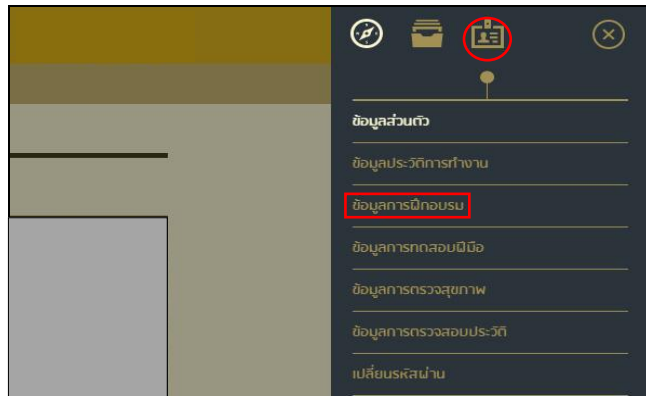 ข้อมูลส่วนตัว
ข้อมูลประวัติการทำงาน
ข้อมูลการฝึกอบรม
ข้อมูลการทดสอบฝีมือ
ข้อมูลการตรวจสุขภาพ
ข้อมูลการตรวจสอบประวัติ
เปลี่ยนรหัสผ่าน